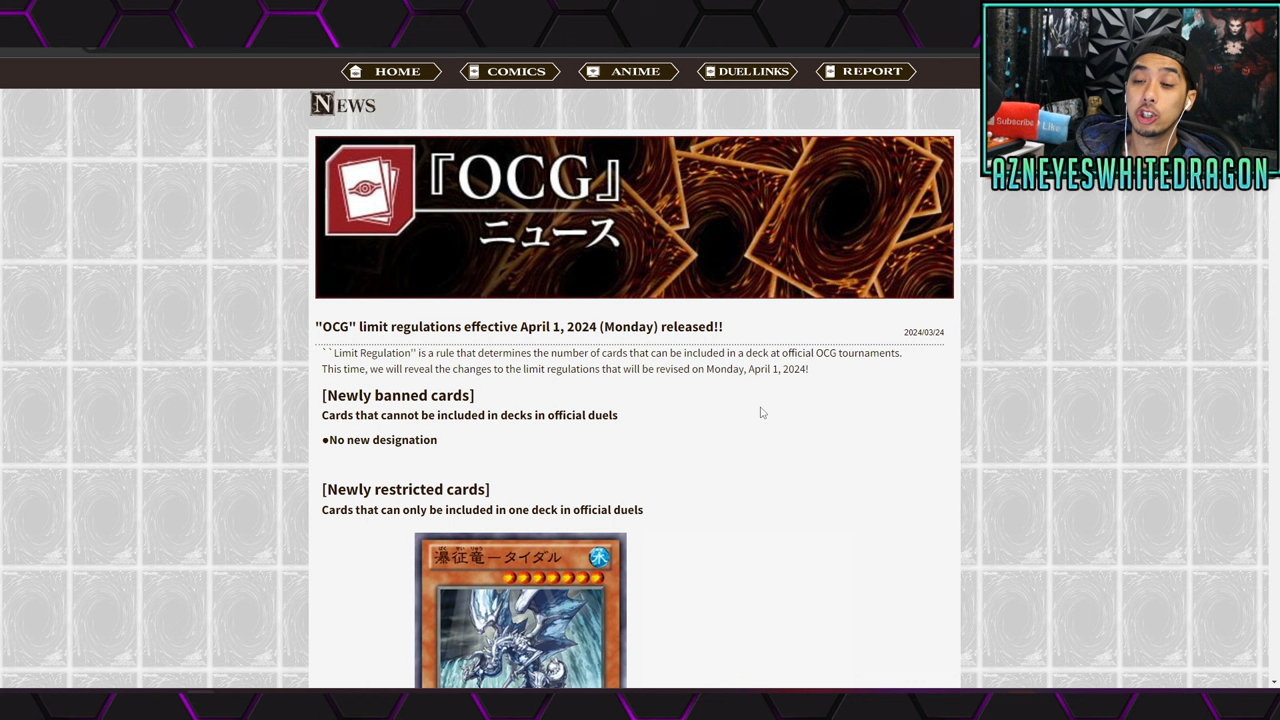 HOME
COMICS
ANIME
DUEL LINKS
REPORT
NEWS
『OCG』
ニュース
"OCG" limit regulations effective April 1, 2024 (Monday) released!!
2024/03/24
``Limit Regulation'' is a rule that determines the number of cards that can be included in a deck at official OCG tournaments.
This time, we will reveal the changes to the limit regulations that will be revised on Monday, April 1, 2024!
[Newly banned cards]
Cards that cannot be included in decks in official duels
●No new designation
[Newly restricted cards]
Cards that can only be included in one deck in official duels
瀑征竜－タイダル
水
Subscribe
Like
AZNEYESWHITEDRAGON